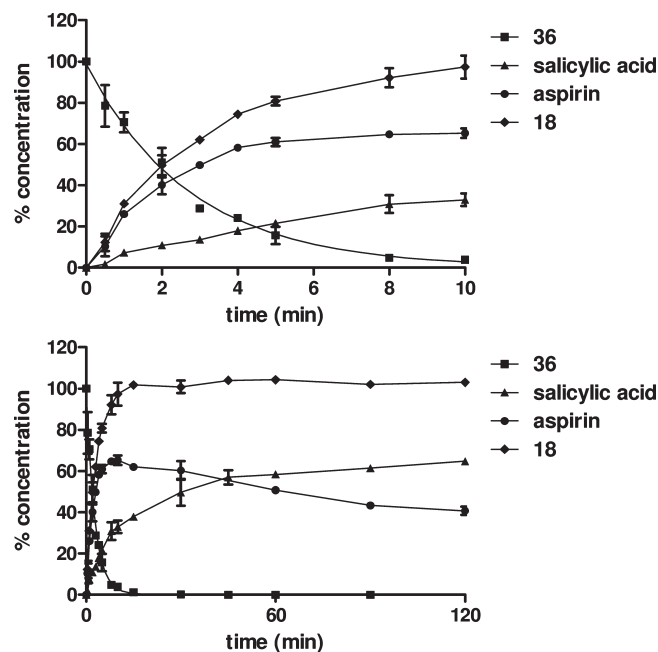 120
100
80
60
40
20
0
% concentration
0 2 4 6 8 10
time (min)
36
salicylic acid
aspirin
18
120
100
80
60
40
20
0
% concentration
0 60 120
time (min)
36
salicylic acid
aspirin
18